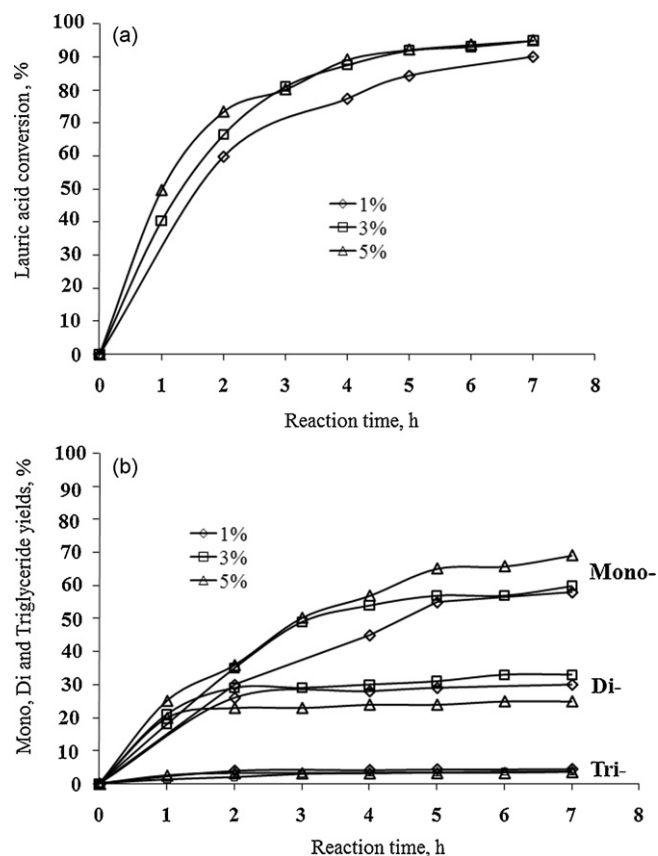 (a)
Lauric acid conversion, %
100
90
80
70
60
50
40
30
20
10
0
1%
3%
5%
0 1 2 3 4 5 6 7 8
Reaction time, h
(b)
Mono, Di and Triglyceride yields, %
100
90
80
70
60
50
40
30
20
10
0
1%
3%
5%
Mono-
Di-
Tri-
0 1 2 3 4 5 6 7 8
Reaction time, h